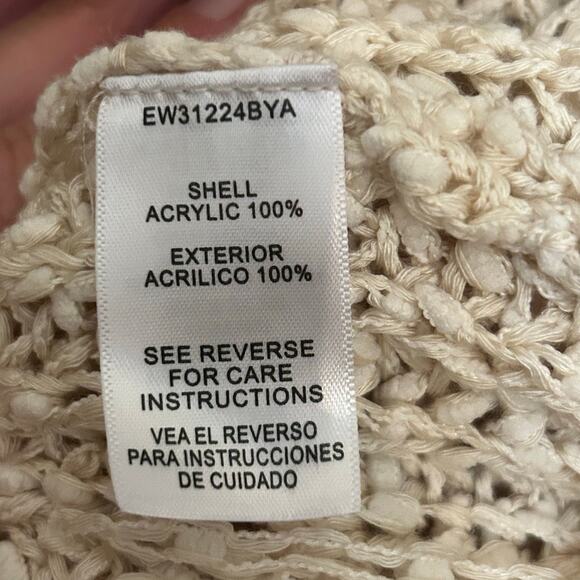 EW31224BYA
SHELL
ACRYLIC 100%
EXTERIOR
ACRILICO 100%
SEE REVERSE
FOR CARE
INSTRUCTIONS
VEA EL REVERSO
PARA INSTRUCCIONES
DE CUIDADO